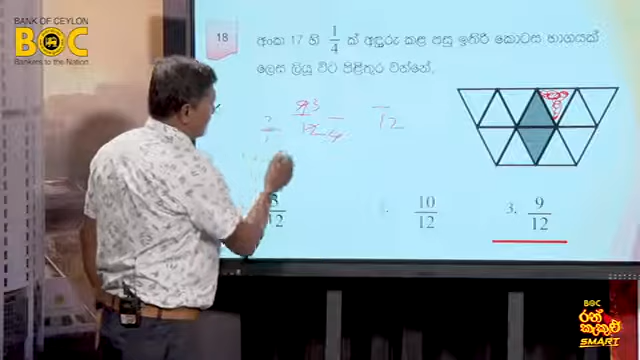 BANK OF CEYLON
BOC
Bankers to the Nation
18
අංක 17 හි 1/4 ක් අඳුරු කළ පසු ඉතිරි කොටස භාගයක්
ලෙස ලියූ විට පිළිතුර වන්නේ,
12
10/12
3. 9/12
BOC
රන්
කැකුළු
SMART